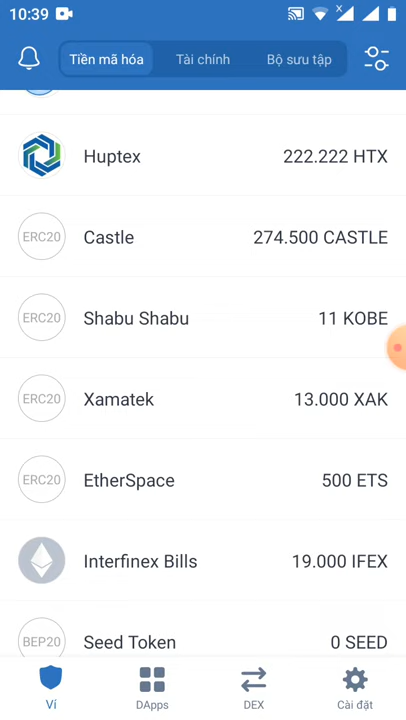 10:39
Tiền mã hóa Tài chính Bộ sưu tập
Huptex 222.222 HTX
ERC20 Castle 274.500 CASTLE
ERC20 Shabu Shabu 11 KOBE
ERC20 Xamatek 13.000 XAK
ERC20 EtherSpace 500 ETS
Interfinex Bills 19.000 IFEX
BEP20 Seed Token 0 SEED
Ví DApps DEX Cài đặt